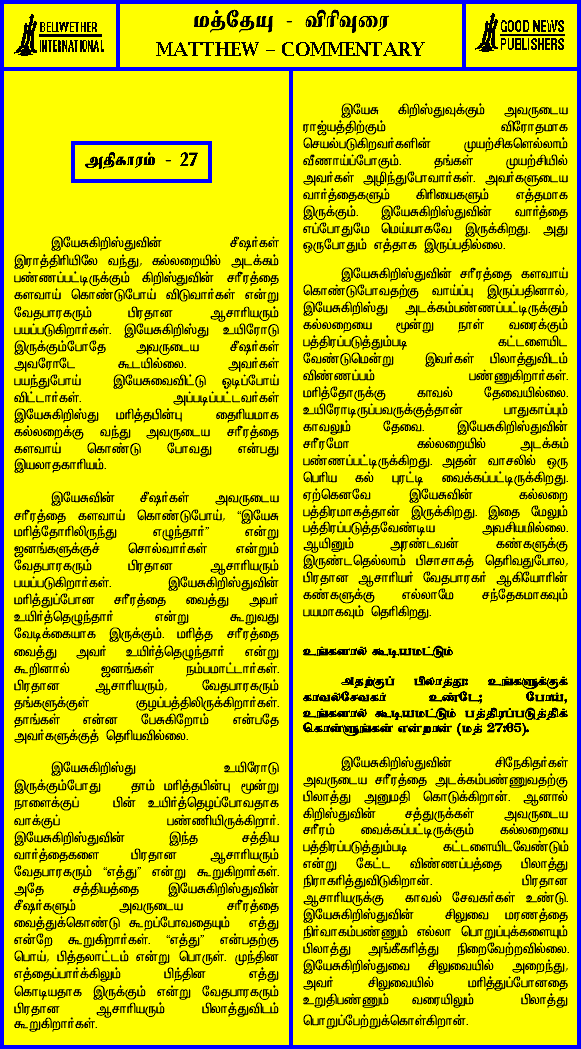 BELIWETHER
INTERNATIONAL
மத்தேயு - விரிவுரை
MATTHEW – COMMENTARY
GOOD NEWS
PUBLISHERS
அதிகாரம் - 27
இயேசுகிறிஸ்துவின் சீஷர்கள்
இராத்திரியிலே வந்து, கல்லறையில் அடக்கம்
பண்ணப்பட்டிருக்கும் கிறிஸ்துவின் சரீரத்தை
களவாய் கொண்டுபோய் விடுவார்கள் என்று
வேதபாரகரும் பிரதான ஆசாரியரும்
பயப்படுகிறார்கள். இயேசுகிறிஸ்து உயிரோடு
இருக்கும்போதே அவருடைய சீஷர்கள்
அவரோடே கூடயில்லை. அவர்கள்
பயந்துபோய் இயேசுவைவிட்டு ஓடிப்போய்
விட்டார்கள். அப்படிப்பட்டவர்கள்
இயேசுகிறிஸ்து மரித்தபின்பு தைரியமாக
கல்லறைக்கு வந்து அவருடைய சரீரத்தை
களவாய் கொண்டு போவது என்பது
இயலாதகாரியம்.
இயேசுவின் சீஷர்கள் அவருடைய
சரீரத்தை களவாய் கொண்டுபோய், “இயேசு
மரித்தோரிலிருந்து எழுந்தார்” என்று
ஜனங்களுக்குச் சொல்வார்கள் என்றும்
வேதபாரகரும் பிரதான ஆசாரியரும்
பயப்படுகிறார்கள். இயேசுகிறிஸ்துவின்
மரித்துப்போன சரீரத்தை வைத்து அவர்
உயிர்த்தெழுந்தார் என்று கூறுவது
வேடிக்கையாக இருக்கும். மரித்த சரீரத்தை
வைத்து அவர் உயிர்த்தெழுந்தார் என்று
கூறினால் ஜனங்கள் நம்பமாட்டார்கள்.
பிரதான ஆசாரியரும், வேதபாரகரும்
தங்களுக்குள் குழப்பத்திலிருக்கிறார்கள்.
தாங்கள் என்ன பேசுகிறோம் என்பதே
அவர்களுக்குத் தெரியவில்லை.
இயேசுகிறிஸ்து உயிரோடு
இருக்கும்போது தாம் மரித்தபின்பு மூன்று
நாளைக்குப் பின் உயிர்த்தெழப்போவதாக
வாக்குப் பண்ணியிருக்கிறார்.
இயேசுகிறிஸ்துவின் இந்த சத்திய
வார்த்தைகளை பிரதான ஆசாரியரும்
வேதபாரகரும் “எத்து” என்று கூறுகிறார்கள்.
அதே சத்தியத்தை இயேசுகிறிஸ்துவின்
சீஷர்களும் அவருடைய சரீரத்தை
வைத்துக்கொண்டு கூறப்போவதையும் எத்து
என்றே கூறுகிறார்கள். “எத்து” என்பதற்கு
பொய், பித்தலாட்டம் என்று பொருள். முந்தின
எத்தைப்பார்க்கிலும் பிந்தின எத்து
கொடியதாக இருக்கும் என்று வேதபாரகரும்
பிரதான ஆசாரியரும் பிலாத்துவிடம்
கூறுகிறார்கள்.
இயேசு கிறிஸ்துவுக்கும் அவருடைய
ராஜ்யத்திற்கும் விரோதமாக
செயல்படுகிறவர்களின் முயற்சிகளெல்லாம்
வீணாய்ப்போகும். தங்கள் முயற்சியில்
அவர்கள் அழிந்துபோவார்கள். அவர்களுடைய
வார்த்தைகளும் கிரியைகளும் எத்தமாக
இருக்கும். இயேசுகிறிஸ்துவின் வார்த்தை
எப்போதுமே மெய்யாகவே இருக்கிறது. அது
ஒருபோதும் எத்தாக இருப்பதில்லை.
இயேசுகிறிஸ்துவின் சரீரத்தை களவாய்
கொண்டுபோவதற்கு வாய்ப்பு இருப்பதினால்,
இயேசுகிறிஸ்து அடக்கம்பண்ணப்பட்டிருக்கும்
கல்லறையை மூன்று நாள் வரைக்கும்
பத்திரப்படுத்தும்படி கட்டளையிட
வேண்டுமென்று இவர்கள் பிலாத்துவிடம்
விண்ணப்பம் பண்ணுகிறார்கள்.
மரித்தோருக்கு காவல் தேவையில்லை.
உயிரோடிருப்பவருக்குத்தான் பாதுகாப்பும்
காவலும் தேவை. இயேசுகிறிஸ்துவின்
சரீரமோ கல்லறையில் அடக்கம்
பண்ணப்பட்டிருக்கிறது. அதன் வாசலில் ஒரு
பெரிய கல் புரட்டி வைக்கப்பட்டிருக்கிறது.
ஏற்கெனவே இயேசுவின் கல்லறை
பத்திரமாகத்தான் இருக்கிறது. இதை மேலும்
பத்திரப்படுத்தவேண்டிய அவசியமில்லை.
ஆயினும் அரண்டவன் கண்களுக்கு
இருண்டதெல்லாம் பிசாசாகத் தெரிவதுபோல,
பிரதான ஆசாரியர் வேதபாரகர் ஆகியோரின்
கண்களுக்கு எல்லாமே சந்தேகமாகவும்
பயமாகவும் தெரிகிறது.
உங்களால் கூடியமட்டும்
அதற்குப் பிலாத்து: உங்களுக்குக்
காவல்சேவகர் உண்டே; போய்,
உங்களால் கூடியமட்டும் பத்திரப்படுத்திக்
கொள்ளுங்கள் என்றான் (மத் 27:65).
இயேசுகிறிஸ்துவின் சிநேகிதர்கள்
அவருடைய சரீரத்தை அடக்கம்பண்ணுவதற்கு
பிலாத்து அனுமதி கொடுக்கிறான். ஆனால்
கிறிஸ்துவின் சத்துருக்கள் அவருடைய
சரீரம் வைக்கப்பட்டிருக்கும் கல்லறையை
பத்திரப்படுத்தும்படி கட்டளையிடவேண்டும்
என்று கேட்ட விண்ணப்பத்தை பிலாத்து
நிராகரித்துவிடுகிறான். பிரதான
ஆசாரியருக்கு காவல் சேவகர்கள் உண்டு.
இயேசுகிறிஸ்துவின் சிலுவை மரணத்தை
நிர்வாகம்பண்ணும் எல்லா பொறுப்புக்களையும்
பிலாத்து அங்கீகரித்து நிறைவேற்றவில்லை.
இயேசுகிறிஸ்துவை சிலுவையில் அறைந்து,
அவர் சிலுவையில் மரித்துப்போனதை
உறுதிபண்ணும் வரையிலும் பிலாத்து
பொறுப்பேற்றுக்கொள்கிறான்.